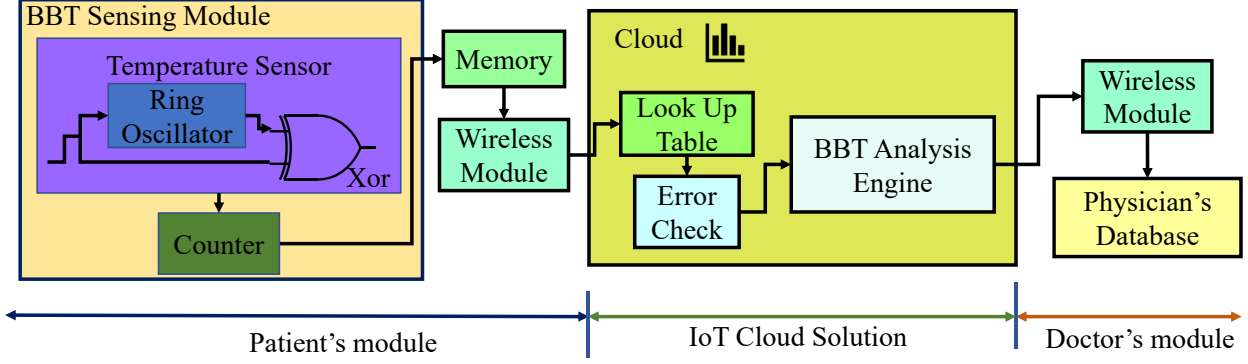 BBT Sensing Module
Temperature Sensor
Ring
Oscillator
Xor
Counter
Memory
Wireless
Module
Cloud
Look Up
Table
Error
Check
BBT Analysis
Engine
Wireless
Module
Physician's
Database
Patient's module
IoT Cloud Solution
Doctor's module